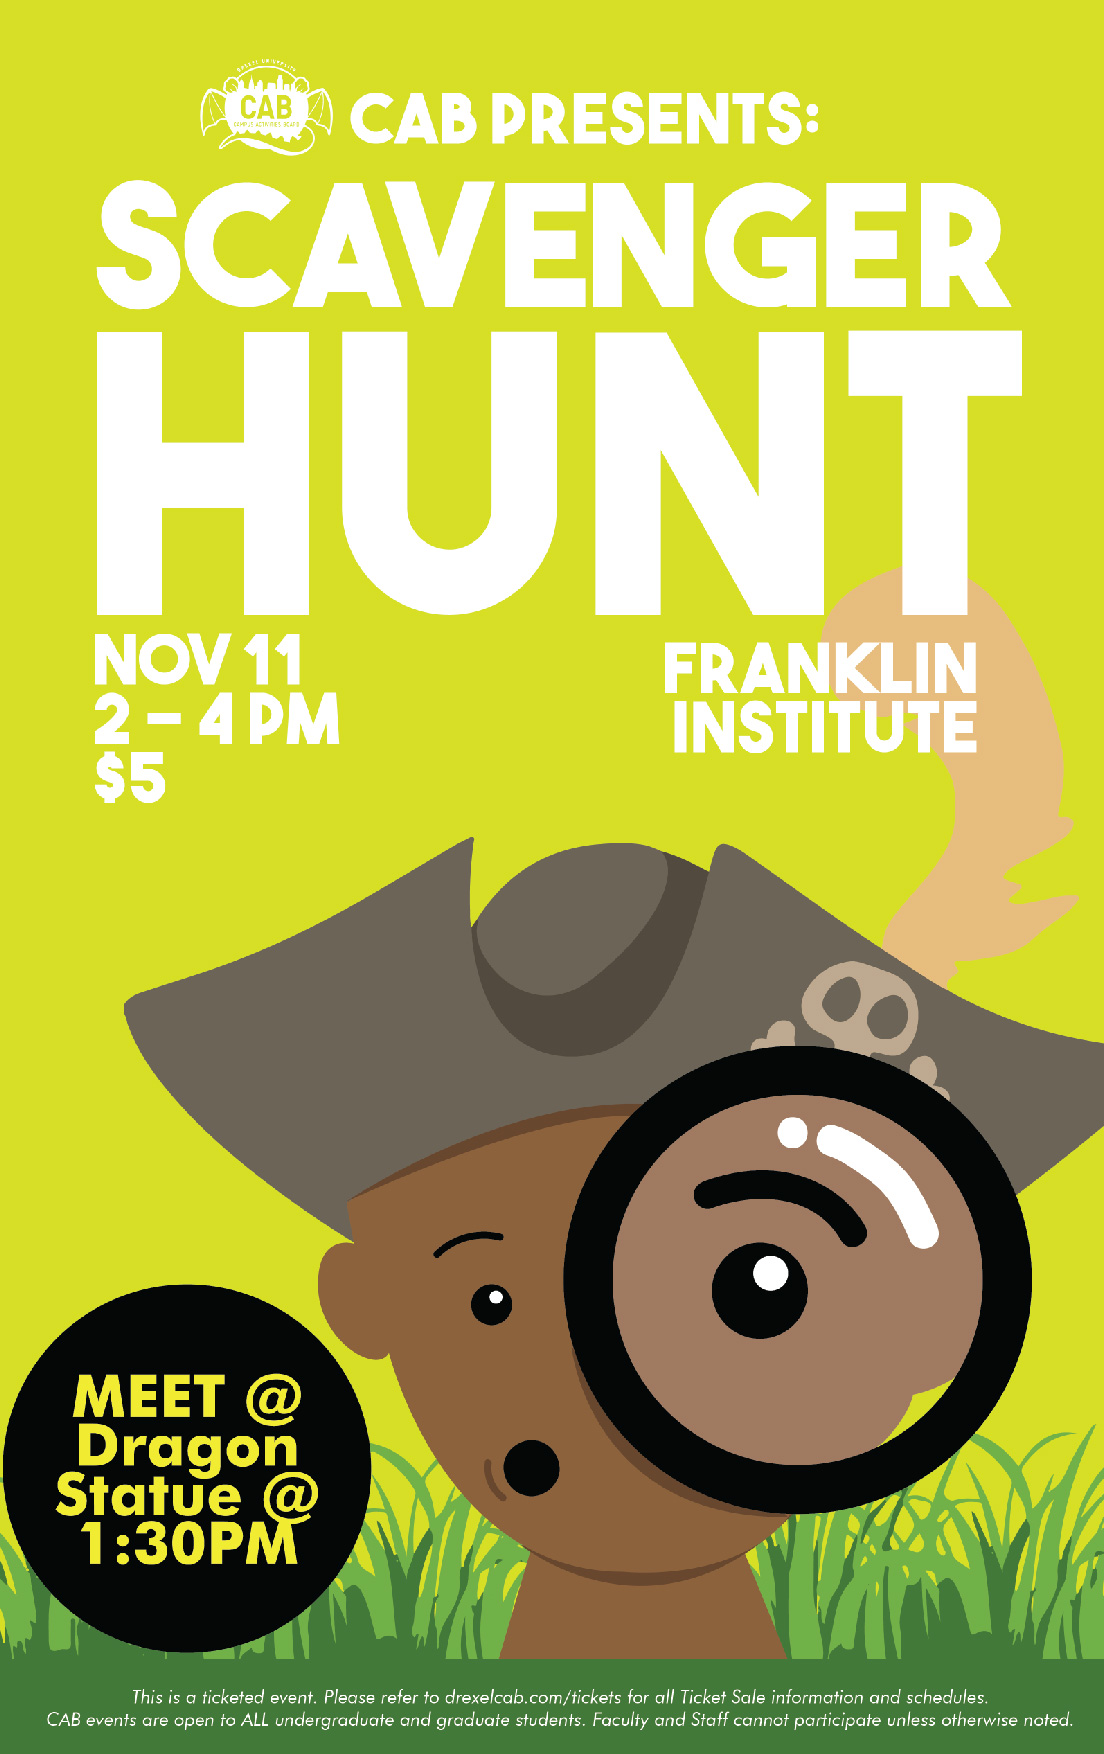 DREXEL UNIVERSITY
CAB
CAMPUS ACTIVITIES BOARD
CAB PRESENTS:
SCAVENGER
HUNT
NOV 11
2 – 4 PM
$5
FRANKLIN
INSTITUTE
MEET @
Dragon
Statue @
1:30PM
This is a ticketed event. Please refer to drexelcab.com/tickets for all Ticket Sale information and schedules.
CAB events are open to ALL undergraduate and graduate students. Faculty and Staff cannot participate unless otherwise noted.